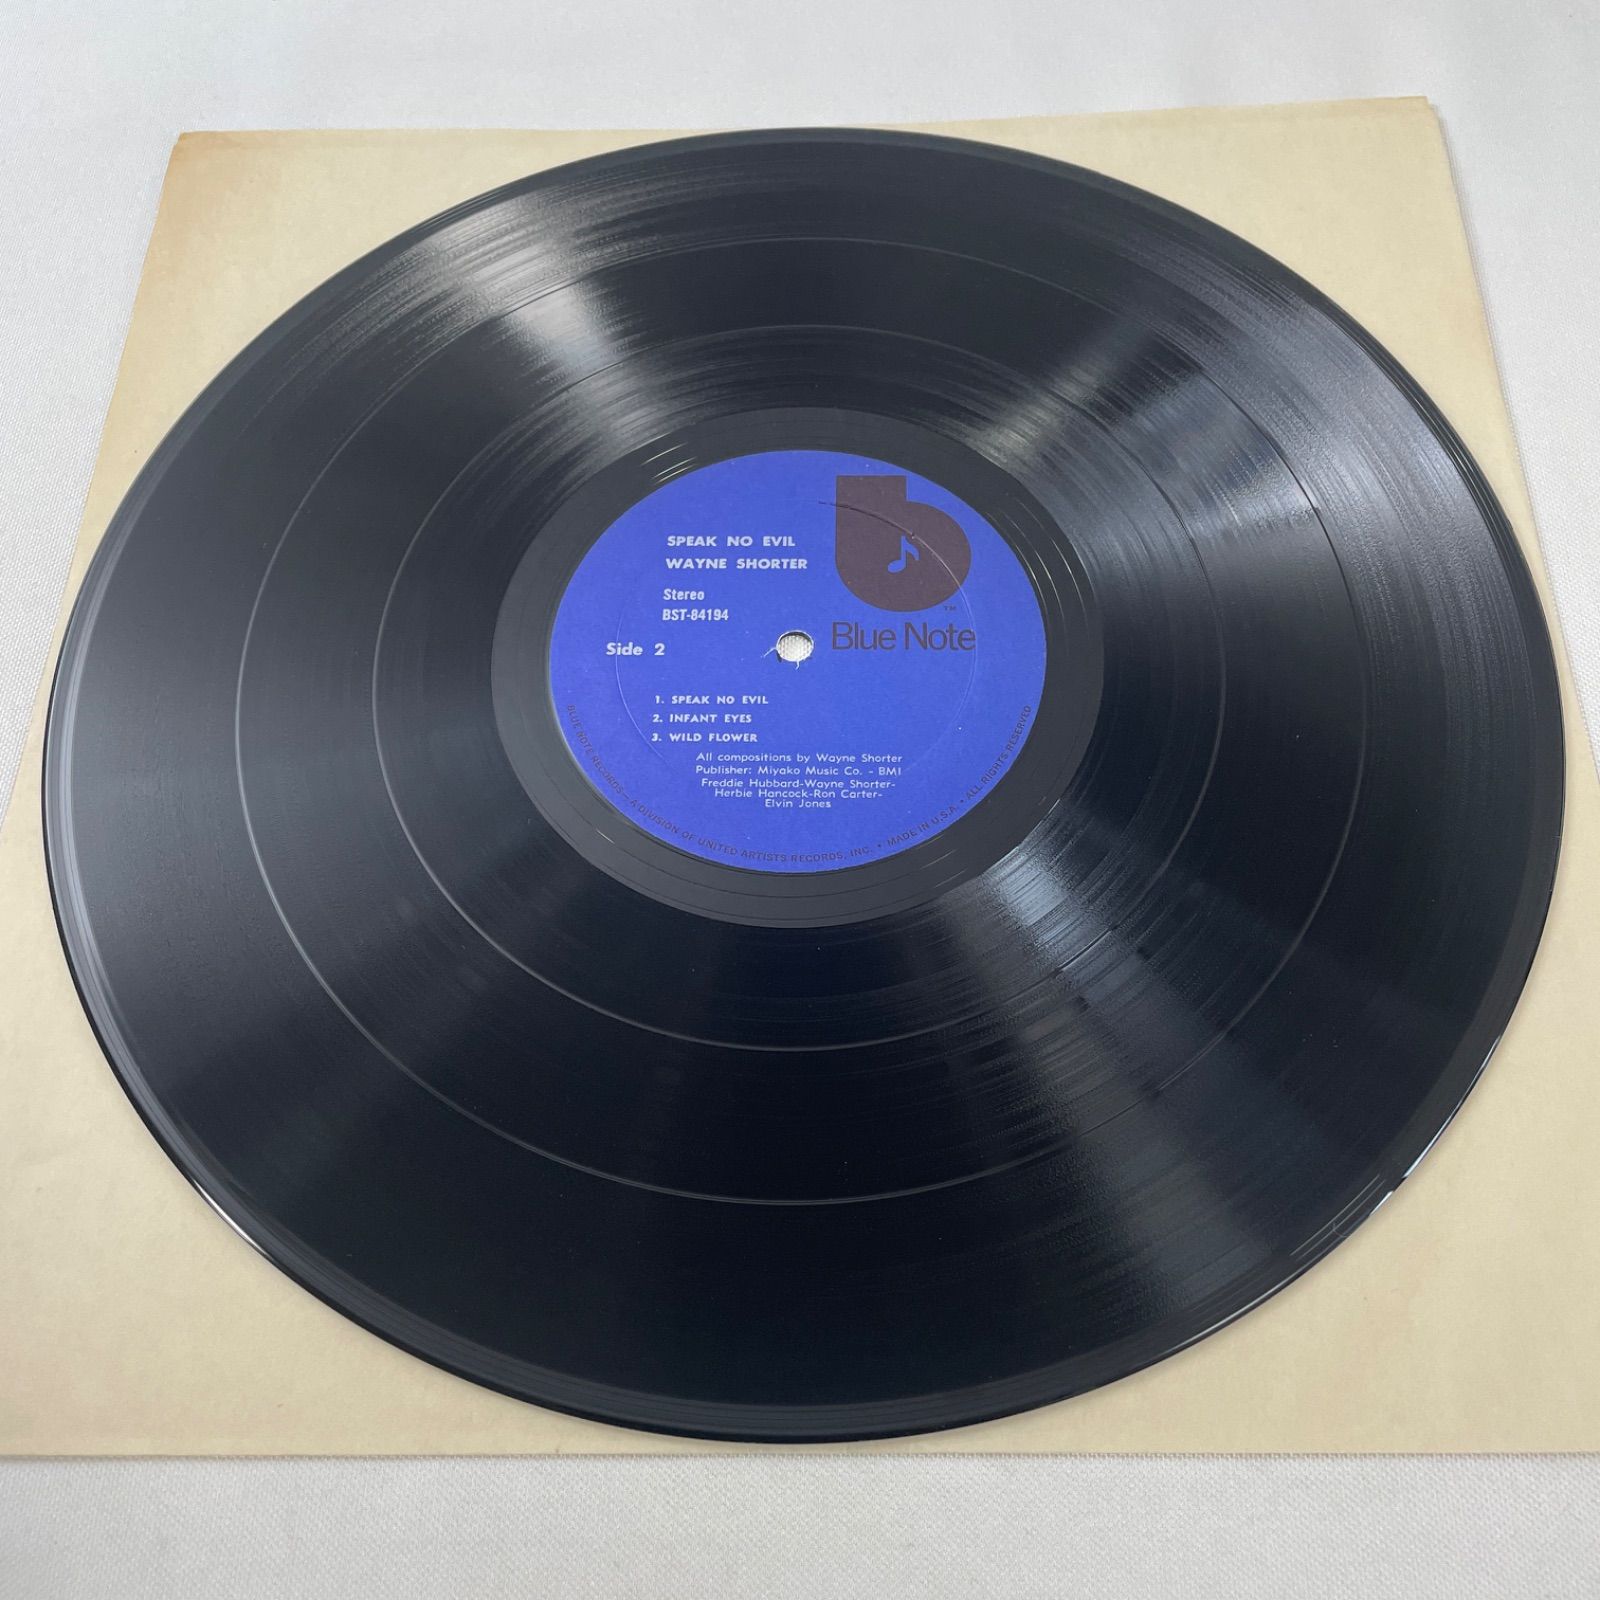 SPEAK NO EVIL
WAYNE SHORTER
Stereo
BST-84194
Side 2
TM
Blue Note
1. SPEAK NO EVIL
2. INFANT EYES
3. WILD FLOWER
All compositions by Wayne Shorter
Publisher: Miyako Music Co. - BMI
Freddie Hubbard-Wayne Shorter-
Herbie Hancock-Ron Carter-
Elvin Jones
BLUE NOTE RECORDS - A DIVISION OF UNITED ARTISTS RECORDS, INC. • MADE IN U.S.A. • ALL RIGHTS RESERVED